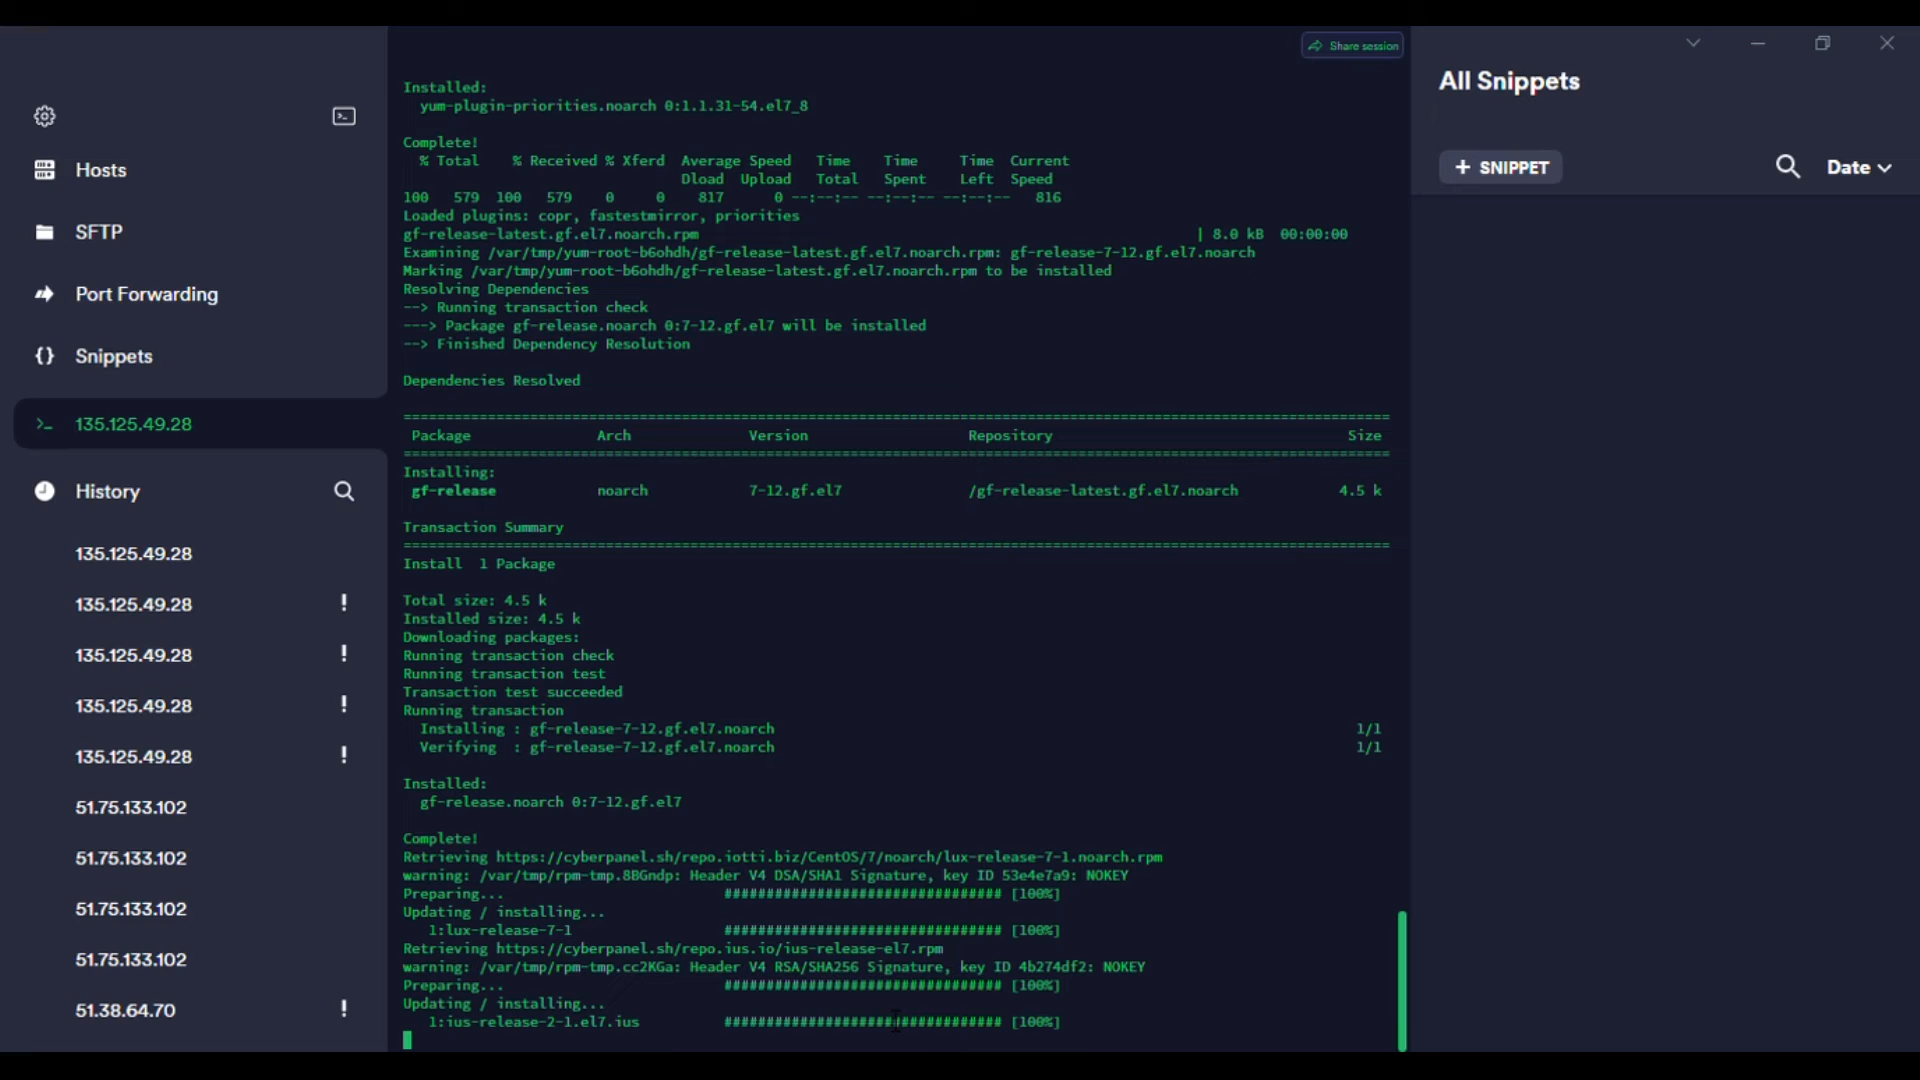 Share session
All Snippets
Hosts
SFTP
Port Forwarding
{} Snippets
>_ 135.125.49.28
History
135.125.49.28
135.125.49.28 !
135.125.49.28 !
135.125.49.28 !
135.125.49.28 !
51.75.133.102
51.75.133.102
51.75.133.102
51.75.133.102
51.38.64.70 !
+ SNIPPET
Date
Installed:
  yum-plugin-priorities.noarch 0:1.1.31-54.el7_8
Complete!
  % Total    % Received % Xferd  Average Speed   Time    Time     Time  Current
                                 Dload  Upload   Total   Spent    Left  Speed
100   579  100   579    0     0    817      0 --:--:-- --:--:-- --:--:--   816
Loaded plugins: copr, fastestmirror, priorities
gf-release-latest.gf.el7.noarch.rpm | 8.0 kB  00:00:00
Examining /var/tmp/yum-root-b6ohdh/gf-release-latest.gf.el7.noarch.rpm: gf-release-7-12.gf.el7.noarch
Marking /var/tmp/yum-root-b6ohdh/gf-release-latest.gf.el7.noarch.rpm to be installed
Resolving Dependencies
--> Running transaction check
---> Package gf-release.noarch 0:7-12.gf.el7 will be installed
--> Finished Dependency Resolution
Dependencies Resolved
=====================================================================================================================
 Package Arch Version Repository Size
=====================================================================================================================
Installing:
 gf-release noarch 7-12.gf.el7 /gf-release-latest.gf.el7.noarch 4.5 k
Transaction Summary
=====================================================================================================================
Install  1 Package
Total size: 4.5 k
Installed size: 4.5 k
Downloading packages:
Running transaction check
Running transaction test
Transaction test succeeded
Running transaction
  Installing : gf-release-7-12.gf.el7.noarch 1/1
  Verifying  : gf-release-7-12.gf.el7.noarch 1/1
Installed:
  gf-release.noarch 0:7-12.gf.el7
Complete!
Retrieving https://cyberpanel.sh/repo.iotti.biz/CentOS/7/noarch/lux-release-7-1.noarch.rpm
warning: /var/tmp/rpm-tmp.8BGndp: Header V4 DSA/SHA1 Signature, key ID 53e4e7a9: NOKEY
Preparing... ################################# [100%]
Updating / installing...
   1:lux-release-7-1 ################################# [100%]
Retrieving https://cyberpanel.sh/repo.ius.io/ius-release-el7.rpm
warning: /var/tmp/rpm-tmp.cc2KGa: Header V4 RSA/SHA256 Signature, key ID 4b274df2: NOKEY
Preparing... ################################# [100%]
Updating / installing...
   1:ius-release-2-1.el7.ius ################################# [100%]